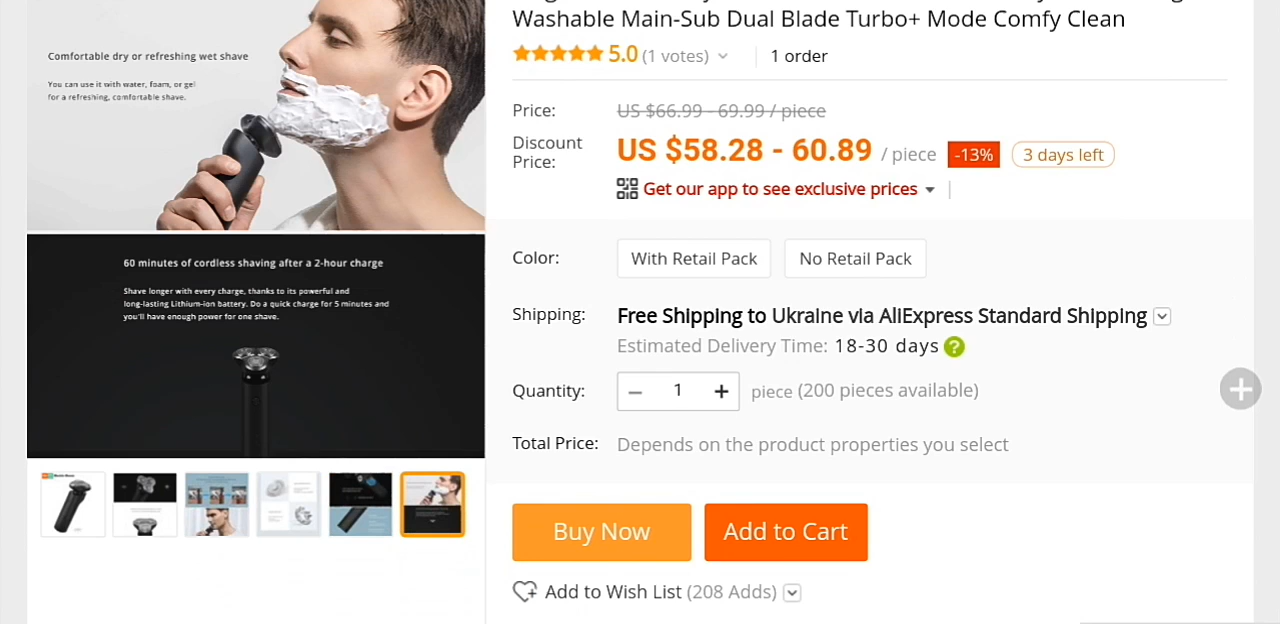 Comfortable dry or refreshing wet shave
You can use it with water, foam, or gel
for a refreshing, comfortable shave.
60 minutes of cordless shaving after a 2-hour charge
Shave longer with every charge, thanks to its powerful and
long-lasting Lithium-ion battery. Do a quick charge for 5 minutes and
you'll have enough power for one shave.
Washable Main-Sub Dual Blade Turbo+ Mode Comfy Clean
5.0 (1 votes) 1 order
Price: US $66.99 - 69.99 / piece
Discount
Price: US $58.28 - 60.89 / piece -13% 3 days left
Get our app to see exclusive prices
Color: With Retail Pack No Retail Pack
Shipping: Free Shipping to Ukraine via AliExpress Standard Shipping
Estimated Delivery Time: 18-30 days ?
Quantity: − 1 + piece (200 pieces available)
Total Price: Depends on the product properties you select
Buy Now Add to Cart
Add to Wish List (208 Adds)